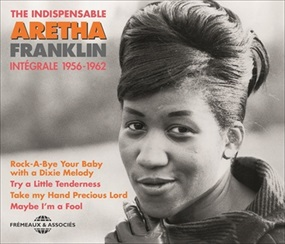 THE INDISPENSABLE
ARETHA
FRANKLIN
INTÉGRALE 1956-1962
Rock-A-Bye Your Baby
with a Dixie Melody
Try a Little Tenderness
Take my Hand Precious Lord
Maybe I'm a Fool
FRÉMEAUX & ASSOCIÉS